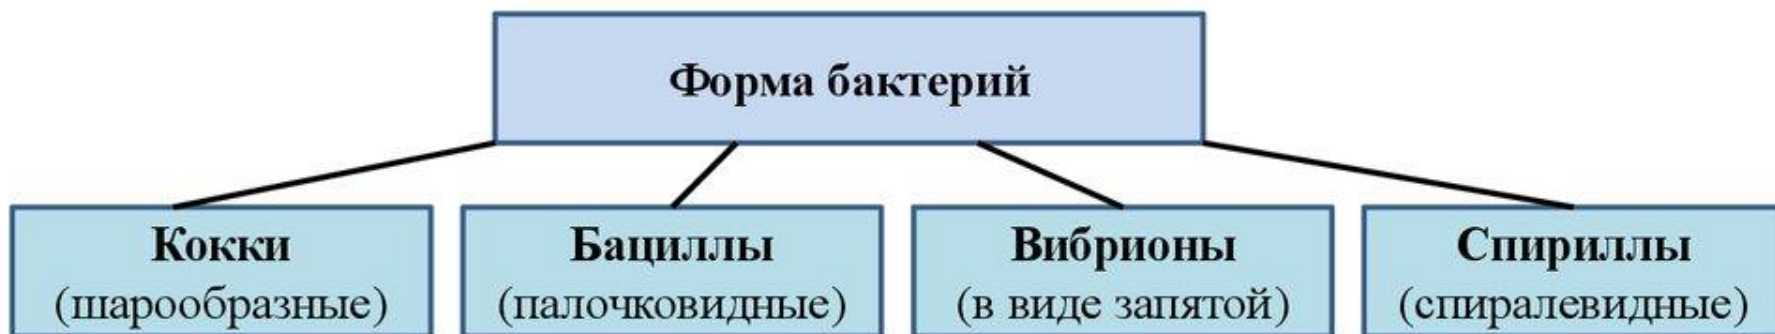 Форма бактерий
Кокки
(шарообразные)
Бациллы
(палочковидные)
Вибрионы
(в виде запятой)
Спириллы
(спиралевидные)